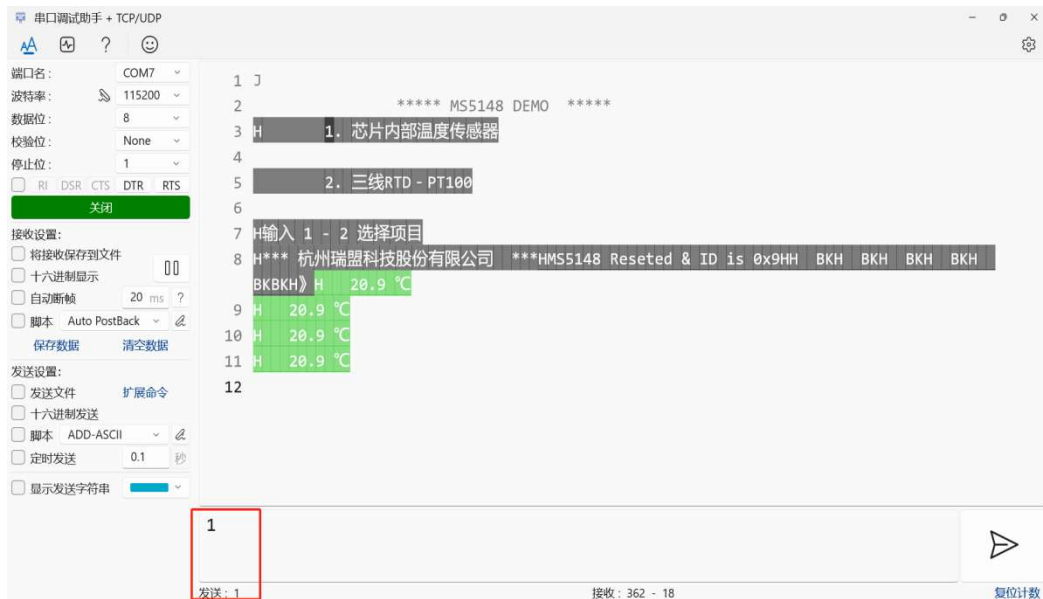 串口调试助手 + TCP/UDP
端口名: COM7
波特率: 115200
数据位: 8
校验位: None
停止位: 1
RI DSR CTS DTR RTS
关闭
接收设置:
将接收保存到文件
十六进制显示
自动断帧 20 ms ?
脚本 Auto PostBack
保存数据 清空数据
发送设置:
发送文件 扩展命令
十六进制发送
脚本 ADD-ASCII
定时发送 0.1 秒
显示发送字符串
1 J
2 ***** MS5148 DEMO *****
3 H 1. 芯片内部温度传感器
4
5 2. 三线RTD - PT100
6
7 H输入 1 - 2 选择项目
8 H*** 杭州瑞盟科技股份有限公司 ***HMS5148 Reseted & ID is 0x9HH BKH BKH BKH BKH
BKBKH》H 20.9 ℃
9 H 20.9 ℃
10 H 20.9 ℃
11 H 20.9 ℃
12
1
发送: 1 接收: 362 - 18 复位计数